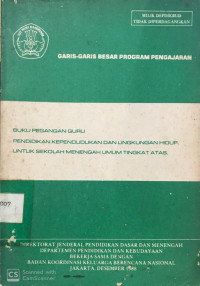 MILIK DEPDIKBUD
TIDAK DIPERDAGANGKAN
GARIS-GARIS BESAR PROGRAM PENGAJARAN
BUKU PEGANGAN GURU
PENDIDIKAN KEPENDUDUKAN DAN LINGKUNGAN HIDUP
UNTUK SEKOLAH MENENGAH UMUM TINGKAT ATAS
DIREKTORAT JENDERAL PENDIDIKAN DASAR DAN MENENGAH
DEPARTEMEN PENDIDIKAN DAN KEBUDAYAAN
BEKERJA SAMA DENGAN
BADAN KOORDINASI KELUARGA BERENCANA NASIONAL
JAKARTA, DESEMBER
CS Scanned with
CamScanner